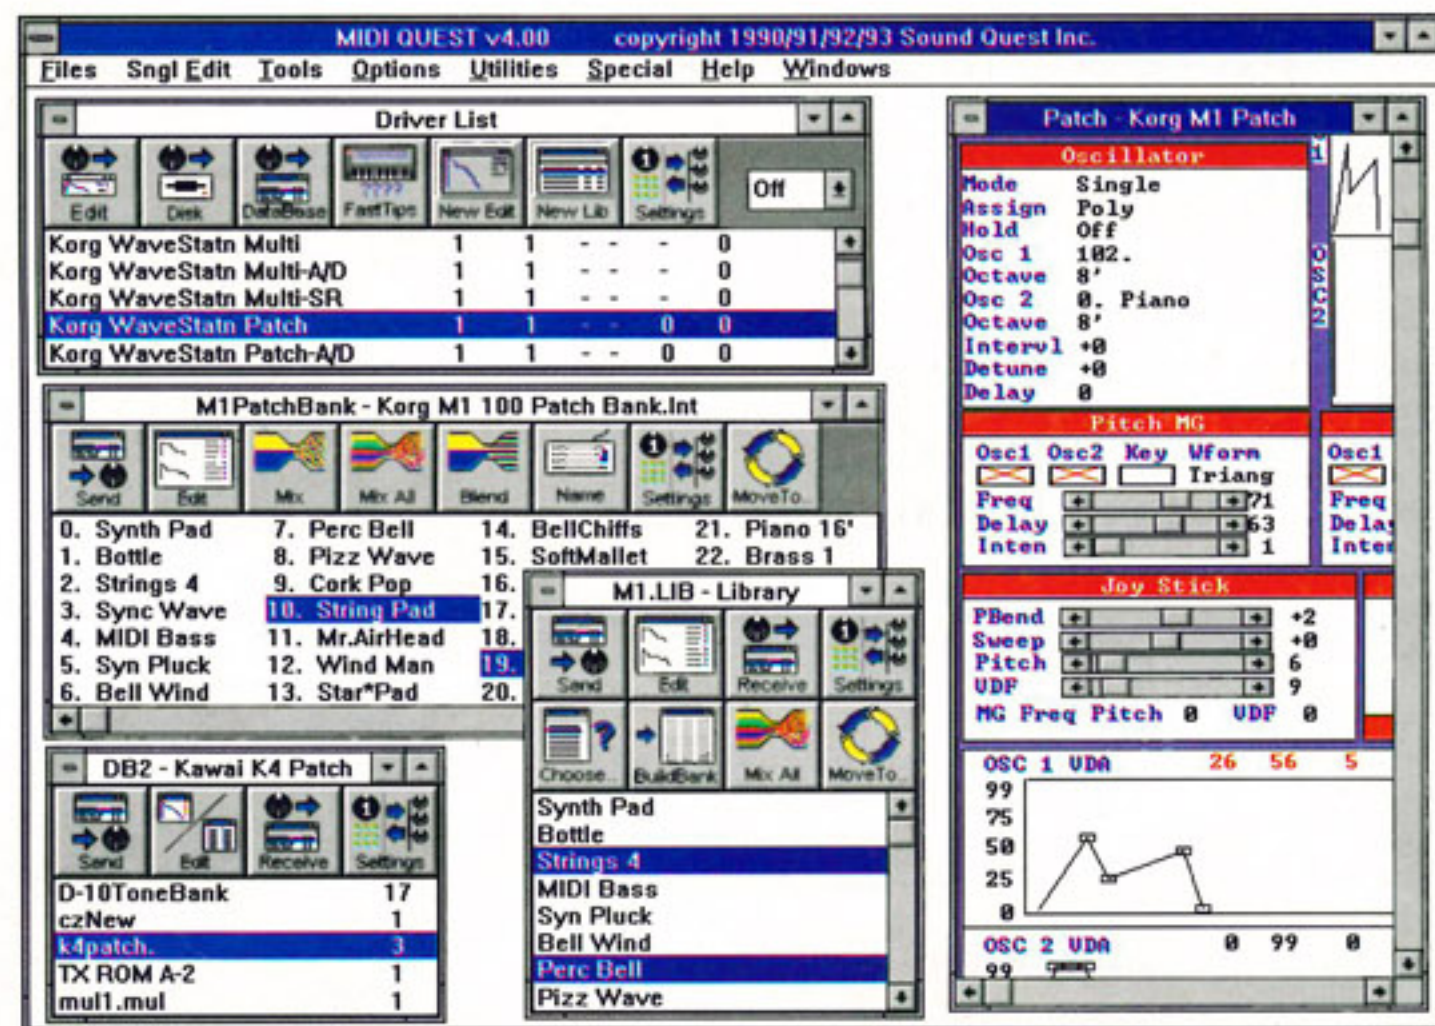 MIDI QUEST v4.00 copyright 1990/91/92/93 Sound Quest Inc.
Files Sngl Edit Tools Options Utilities Special Help Windows
Driver List
Edit Disk DataBase FastTips New Edit New Lib Settings Off
Korg WaveStatn Multi 1 1 - - - 0
Korg WaveStatn Multi-A/D 1 1 - - - 0
Korg WaveStatn Multi-SR 1 1 - - - 0
Korg WaveStatn Patch 1 1 - - 0 0
Korg WaveStatn Patch-A/D 1 1 - - 0 0
M1PatchBank - Korg M1 100 Patch Bank.Int
Send Edit Mix Mix All Blend Name Settings MoveTo..
0. Synth Pad 7. Perc Bell 14. BellChiffs 21. Piano 16'
1. Bottle 8. Pizz Wave 15. SoftMallet 22. Brass 1
2. Strings 4 9. Cork Pop 16.
3. Sync Wave 10. String Pad 17.
4. MIDI Bass 11. Mr.AirHead 18.
5. Syn Pluck 12. Wind Man 19.
6. Bell Wind 13. Star*Pad 20.
DB2 - Kawai K4 Patch
Send Edit Receive Settings
D-10ToneBank 17
czNew 1
k4patch. 3
TX ROM A-2 1
mul1.mul 1
M1.LIB - Library
Send Edit Receive Settings
Choose... BuildBank Mix All MoveTo..
Synth Pad
Bottle
Strings 4
MIDI Bass
Syn Pluck
Bell Wind
Perc Bell
Pizz Wave
Patch - Korg M1 Patch
Oscillator
Mode Single
Assign Poly
Hold Off
Osc 1 102.
Octave 8'
Osc 2 0. Piano
Octave 8'
Intervl +0
Detune +0
Delay 0
1
OSC2
Pitch MG
Osc1 Osc2 Key Wform
Triang
Freq 71
Delay 63
Inten 1
Osc1
Freq
Delay
Inten
Joy Stick
PBend +2
Sweep +0
Pitch 6
VDF 9
MG Freq Pitch 0 VDF 0
OSC 1 VDA 26 56 5
99
75
50
25
0
OSC 2 VDA 0 99 0
99